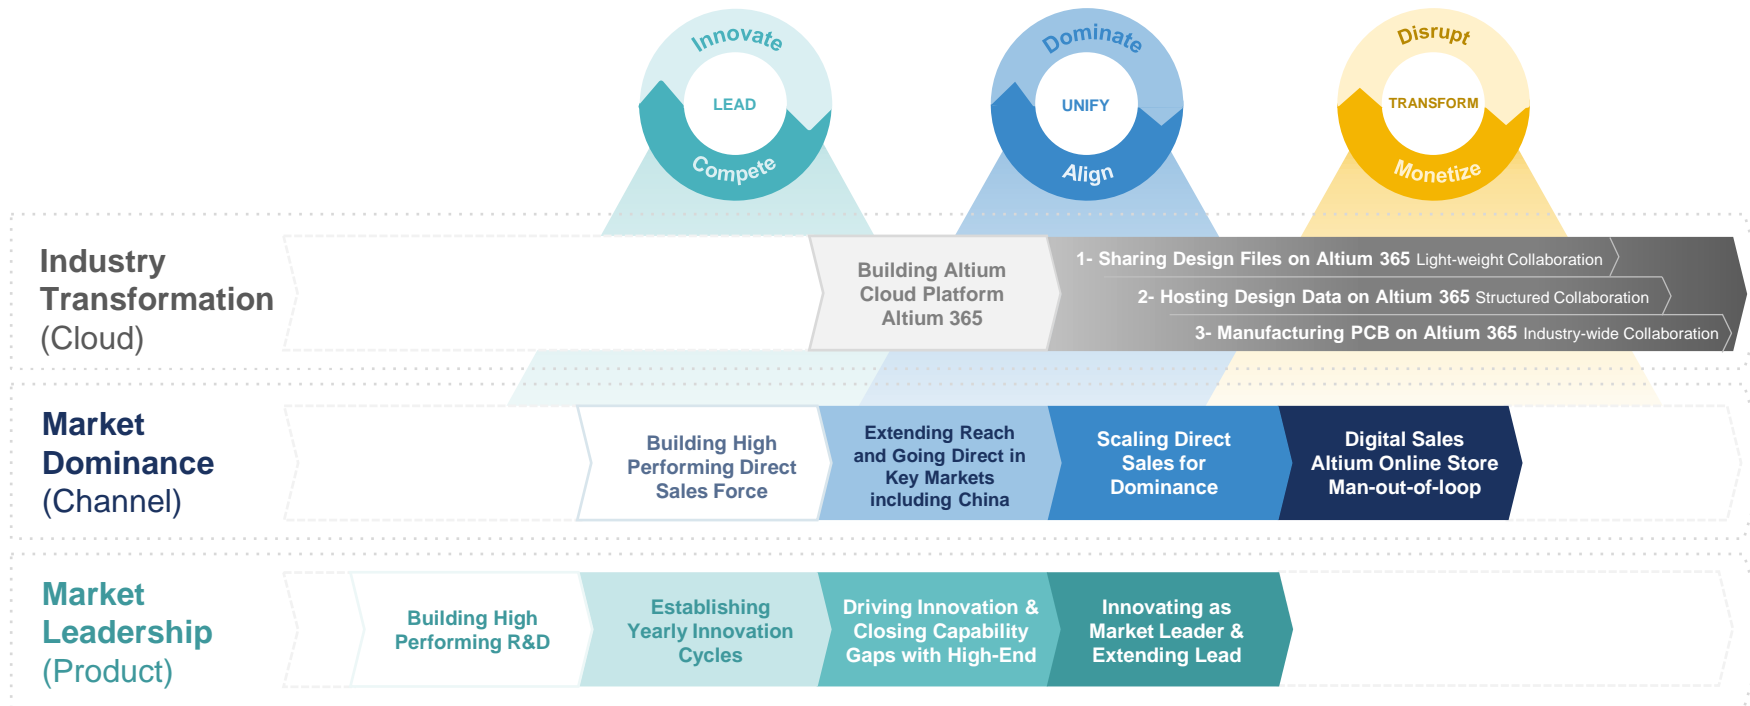 Innovate
LEAD
Compete
Dominate
UNIFY
Align
Disrupt
TRANSFORM
Monetize
Industry
Transformation
(Cloud)
Building Altium
Cloud Platform
Altium 365
1- Sharing Design Files on Altium 365 Light-weight Collaboration
2- Hosting Design Data on Altium 365 Structured Collaboration
3- Manufacturing PCB on Altium 365 Industry-wide Collaboration
Market
Dominance
(Channel)
Building High
Performing Direct
Sales Force
Extending Reach
and Going Direct in
Key Markets
including China
Scaling Direct
Sales for
Dominance
Digital Sales
Altium Online Store
Man-out-of-loop
Market
Leadership
(Product)
Building High
Performing R&D
Establishing
Yearly Innovation
Cycles
Driving Innovation &
Closing Capability
Gaps with High-End
Innovating as
Market Leader &
Extending Lead